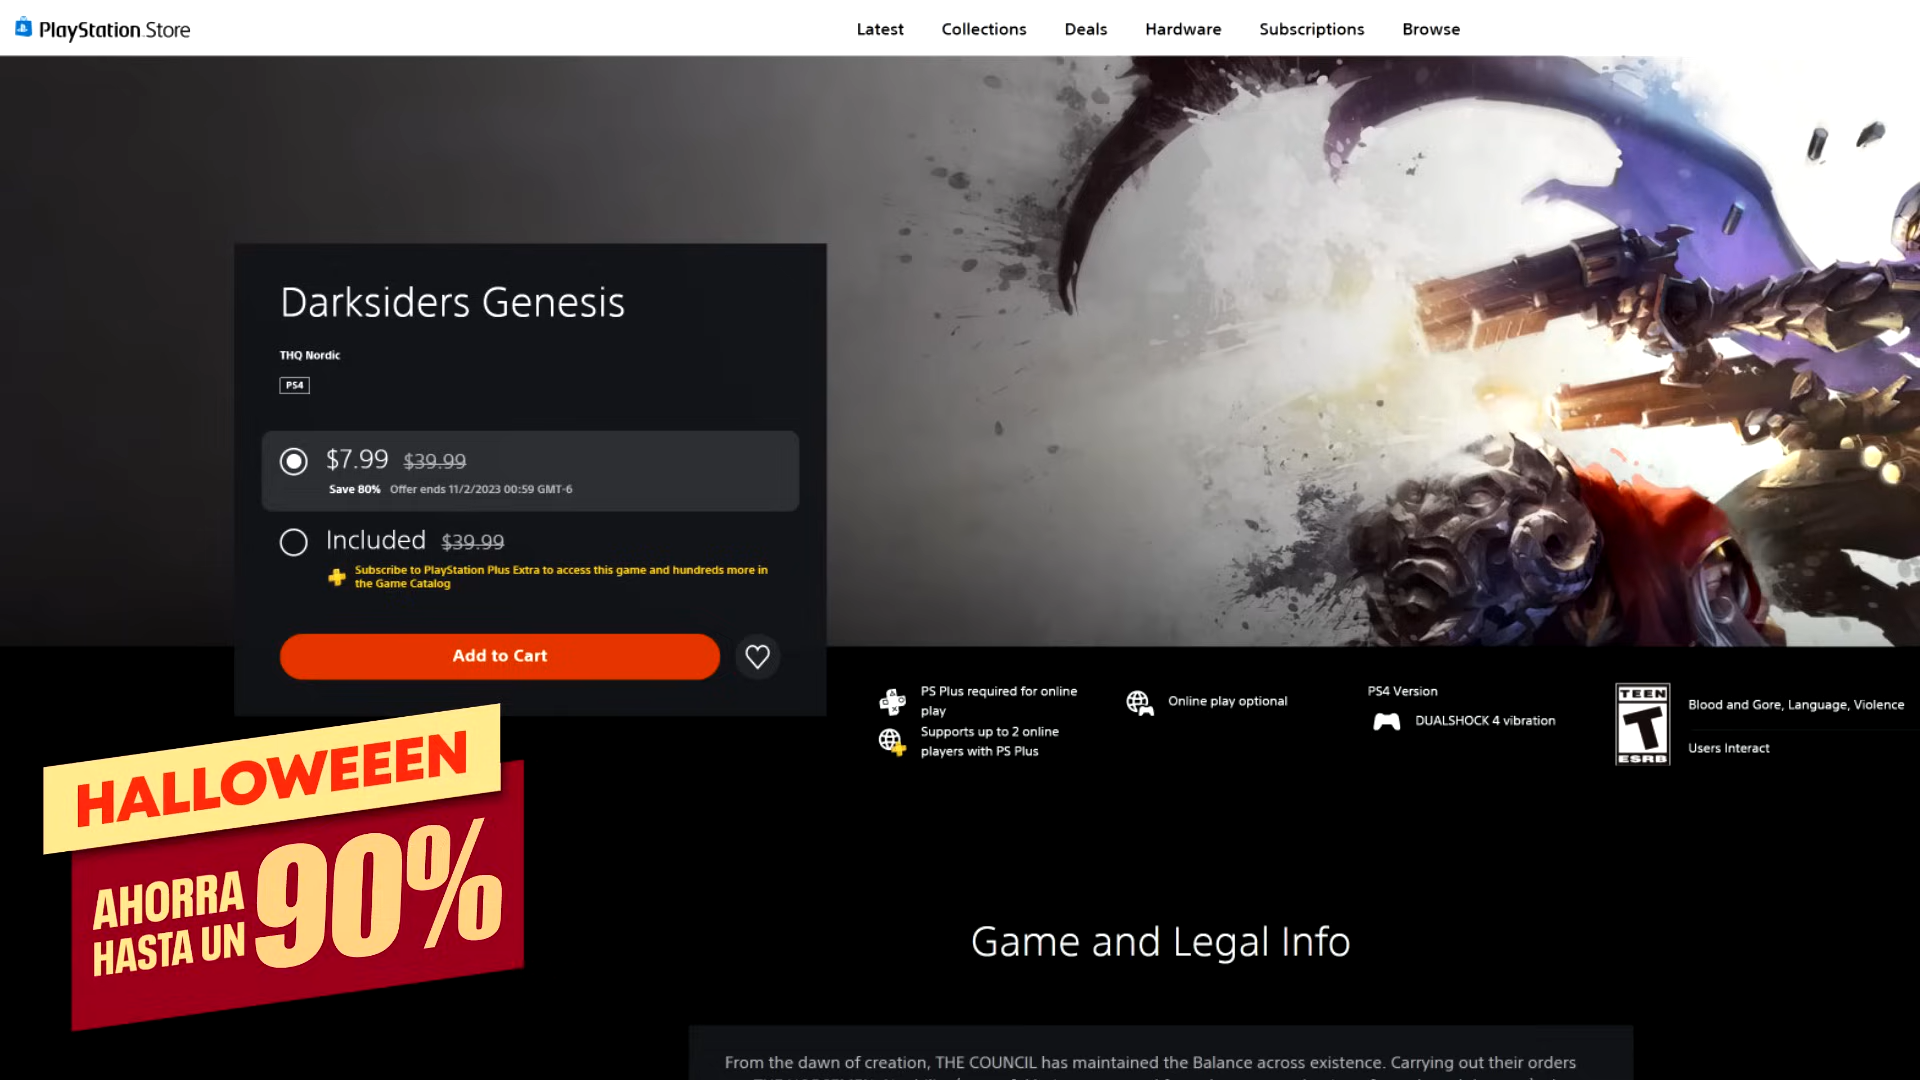 PlayStation Store
Latest
Collections
Deals
Hardware
Subscriptions
Browse
Darksiders Genesis
THQ Nordic
PS4
$7.99 $39.99
Save 80% Offer ends 11/2/2023 00:59 GMT-6
Included $39.99
Subscribe to PlayStation Plus Extra to access this game and hundreds more in
the Game Catalog
Add to Cart
PS Plus required for online
play
Supports up to 2 online
players with PS Plus
Online play optional
PS4 Version
DUALSHOCK 4 vibration
TEEN
T
ESRB
Blood and Gore, Language, Violence
Users Interact
HALLOWEEEN
AHORRA
HASTA UN
90%
Game and Legal Info
From the dawn of creation, THE COUNCIL has maintained the Balance across existence. Carrying out their orders